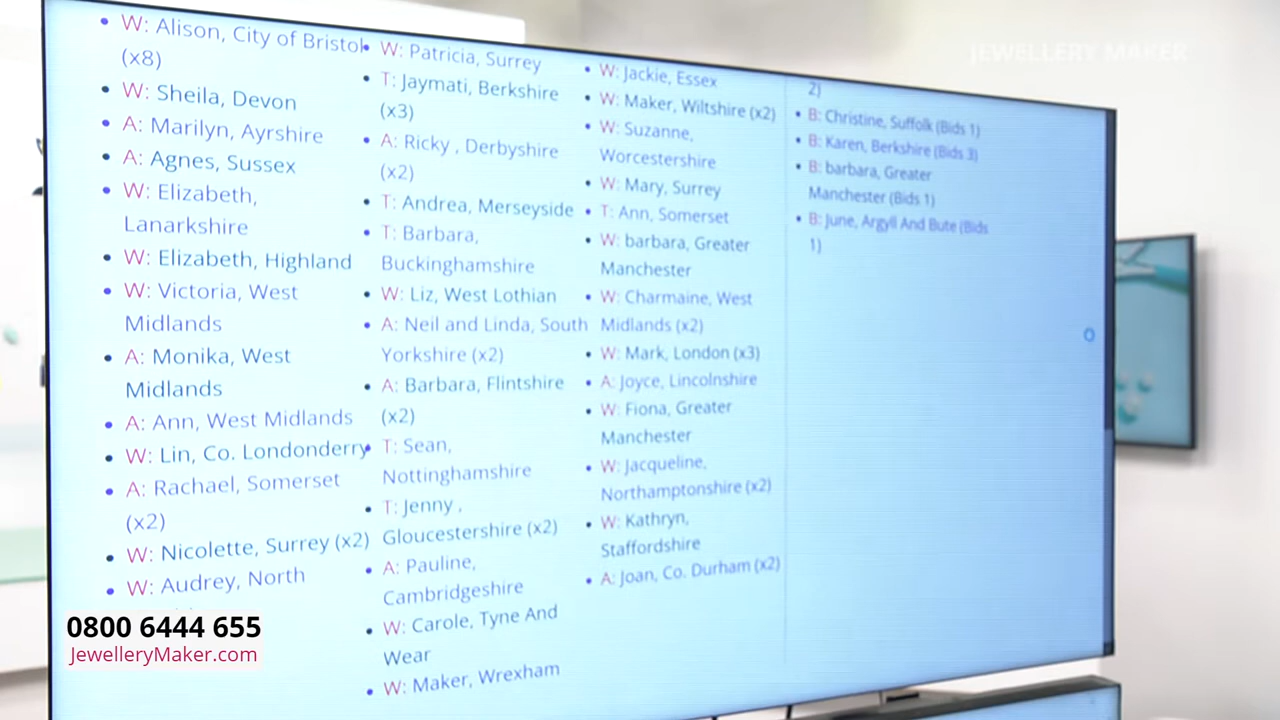 W: Alison, City of Bristol
(x8)
W: Sheila, Devon
A: Marilyn, Ayrshire
A: Agnes, Sussex
W: Elizabeth,
Lanarkshire
W: Elizabeth, Highland
W: Victoria, West
Midlands
A: Monika, West
Midlands
A: Ann, West Midlands
W: Lin, Co. Londonderry
A: Rachael, Somerset
(x2)
W: Nicolette, Surrey (x2)
W: Audrey, North
W: Patricia, Surrey
T: Jaymati, Berkshire
(x3)
A: Ricky , Derbyshire
(x2)
T: Andrea, Merseyside
T: Barbara,
Buckinghamshire
W: Liz, West Lothian
A: Neil and Linda, South
Yorkshire (x2)
A: Barbara, Flintshire
(x2)
T: Sean,
Nottinghamshire
T: Jenny ,
Gloucestershire (x2)
A: Pauline,
Cambridgeshire
W: Carole, Tyne And
Wear
W: Maker, Wrexham
W: Jackie, Essex
W: Maker, Wiltshire (x2)
W: Suzanne,
Worcestershire
W: Mary, Surrey
T: Ann, Somerset
W: barbara, Greater
Manchester
W: Charmaine, West
Midlands (x2)
W: Mark, London (x3)
A: Joyce, Lincolnshire
W: Fiona, Greater
Manchester
W: Jacqueline,
Northamptonshire (x2)
W: Kathryn,
Staffordshire
A: Joan, Co. Durham (x2)
2)
B: Christine, Suffolk (Bids 1)
B: Karen, Berkshire (Bids 3)
B: barbara, Greater
Manchester (Bids 1)
B: June, Argyll And Bute (Bids
1)
JEWELLERY MAKER
0800 6444 655
JewelleryMaker.com